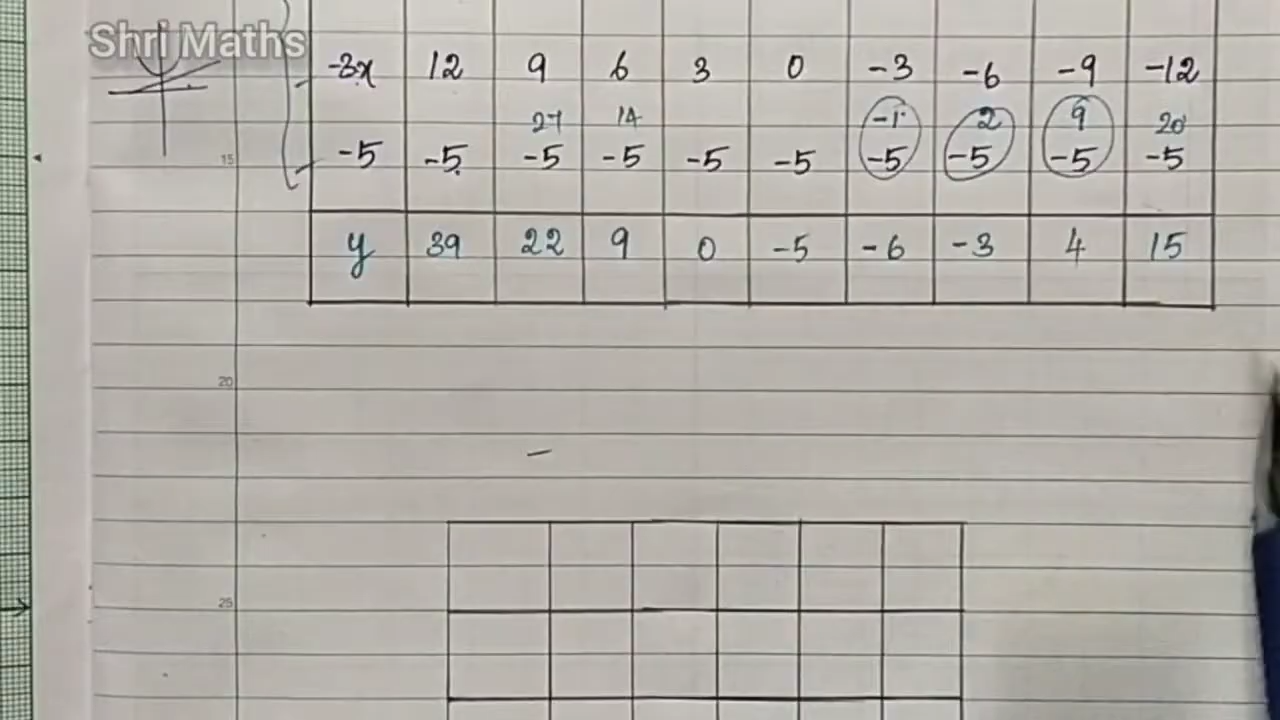 Shri Maths
-3x 12 9 6 3 0 -3 -6 -9 -12
27 14 -1 2 9 20
15 -5 -5 -5 -5 -5 -5 -5 -5 -5 -5
y 39 22 9 0 -5 -6 -3 4 15
20
25